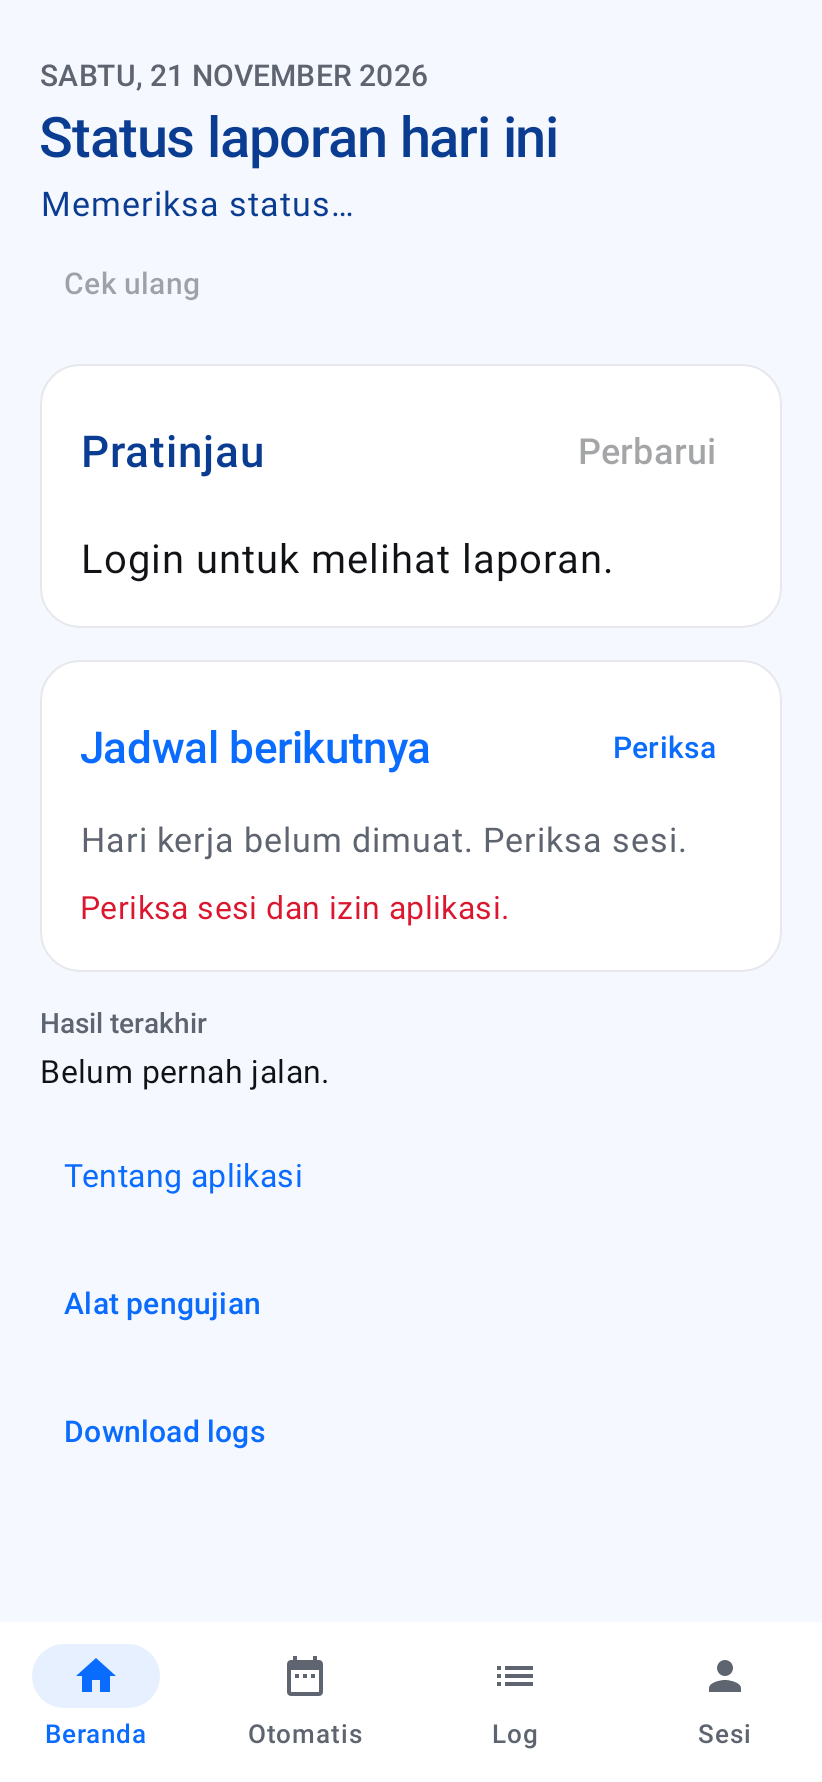 SABTU, 21 NOVEMBER 2026
Status laporan hari ini
Memeriksa status…
Cek ulang
Pratinjau
Perbarui
Login untuk melihat laporan.
Jadwal berikutnya
Periksa
Hari kerja belum dimuat. Periksa sesi.
Periksa sesi dan izin aplikasi.
Hasil terakhir
Belum pernah jalan.
Tentang aplikasi
Alat pengujian
Download logs
Beranda
Otomatis
Log
Sesi